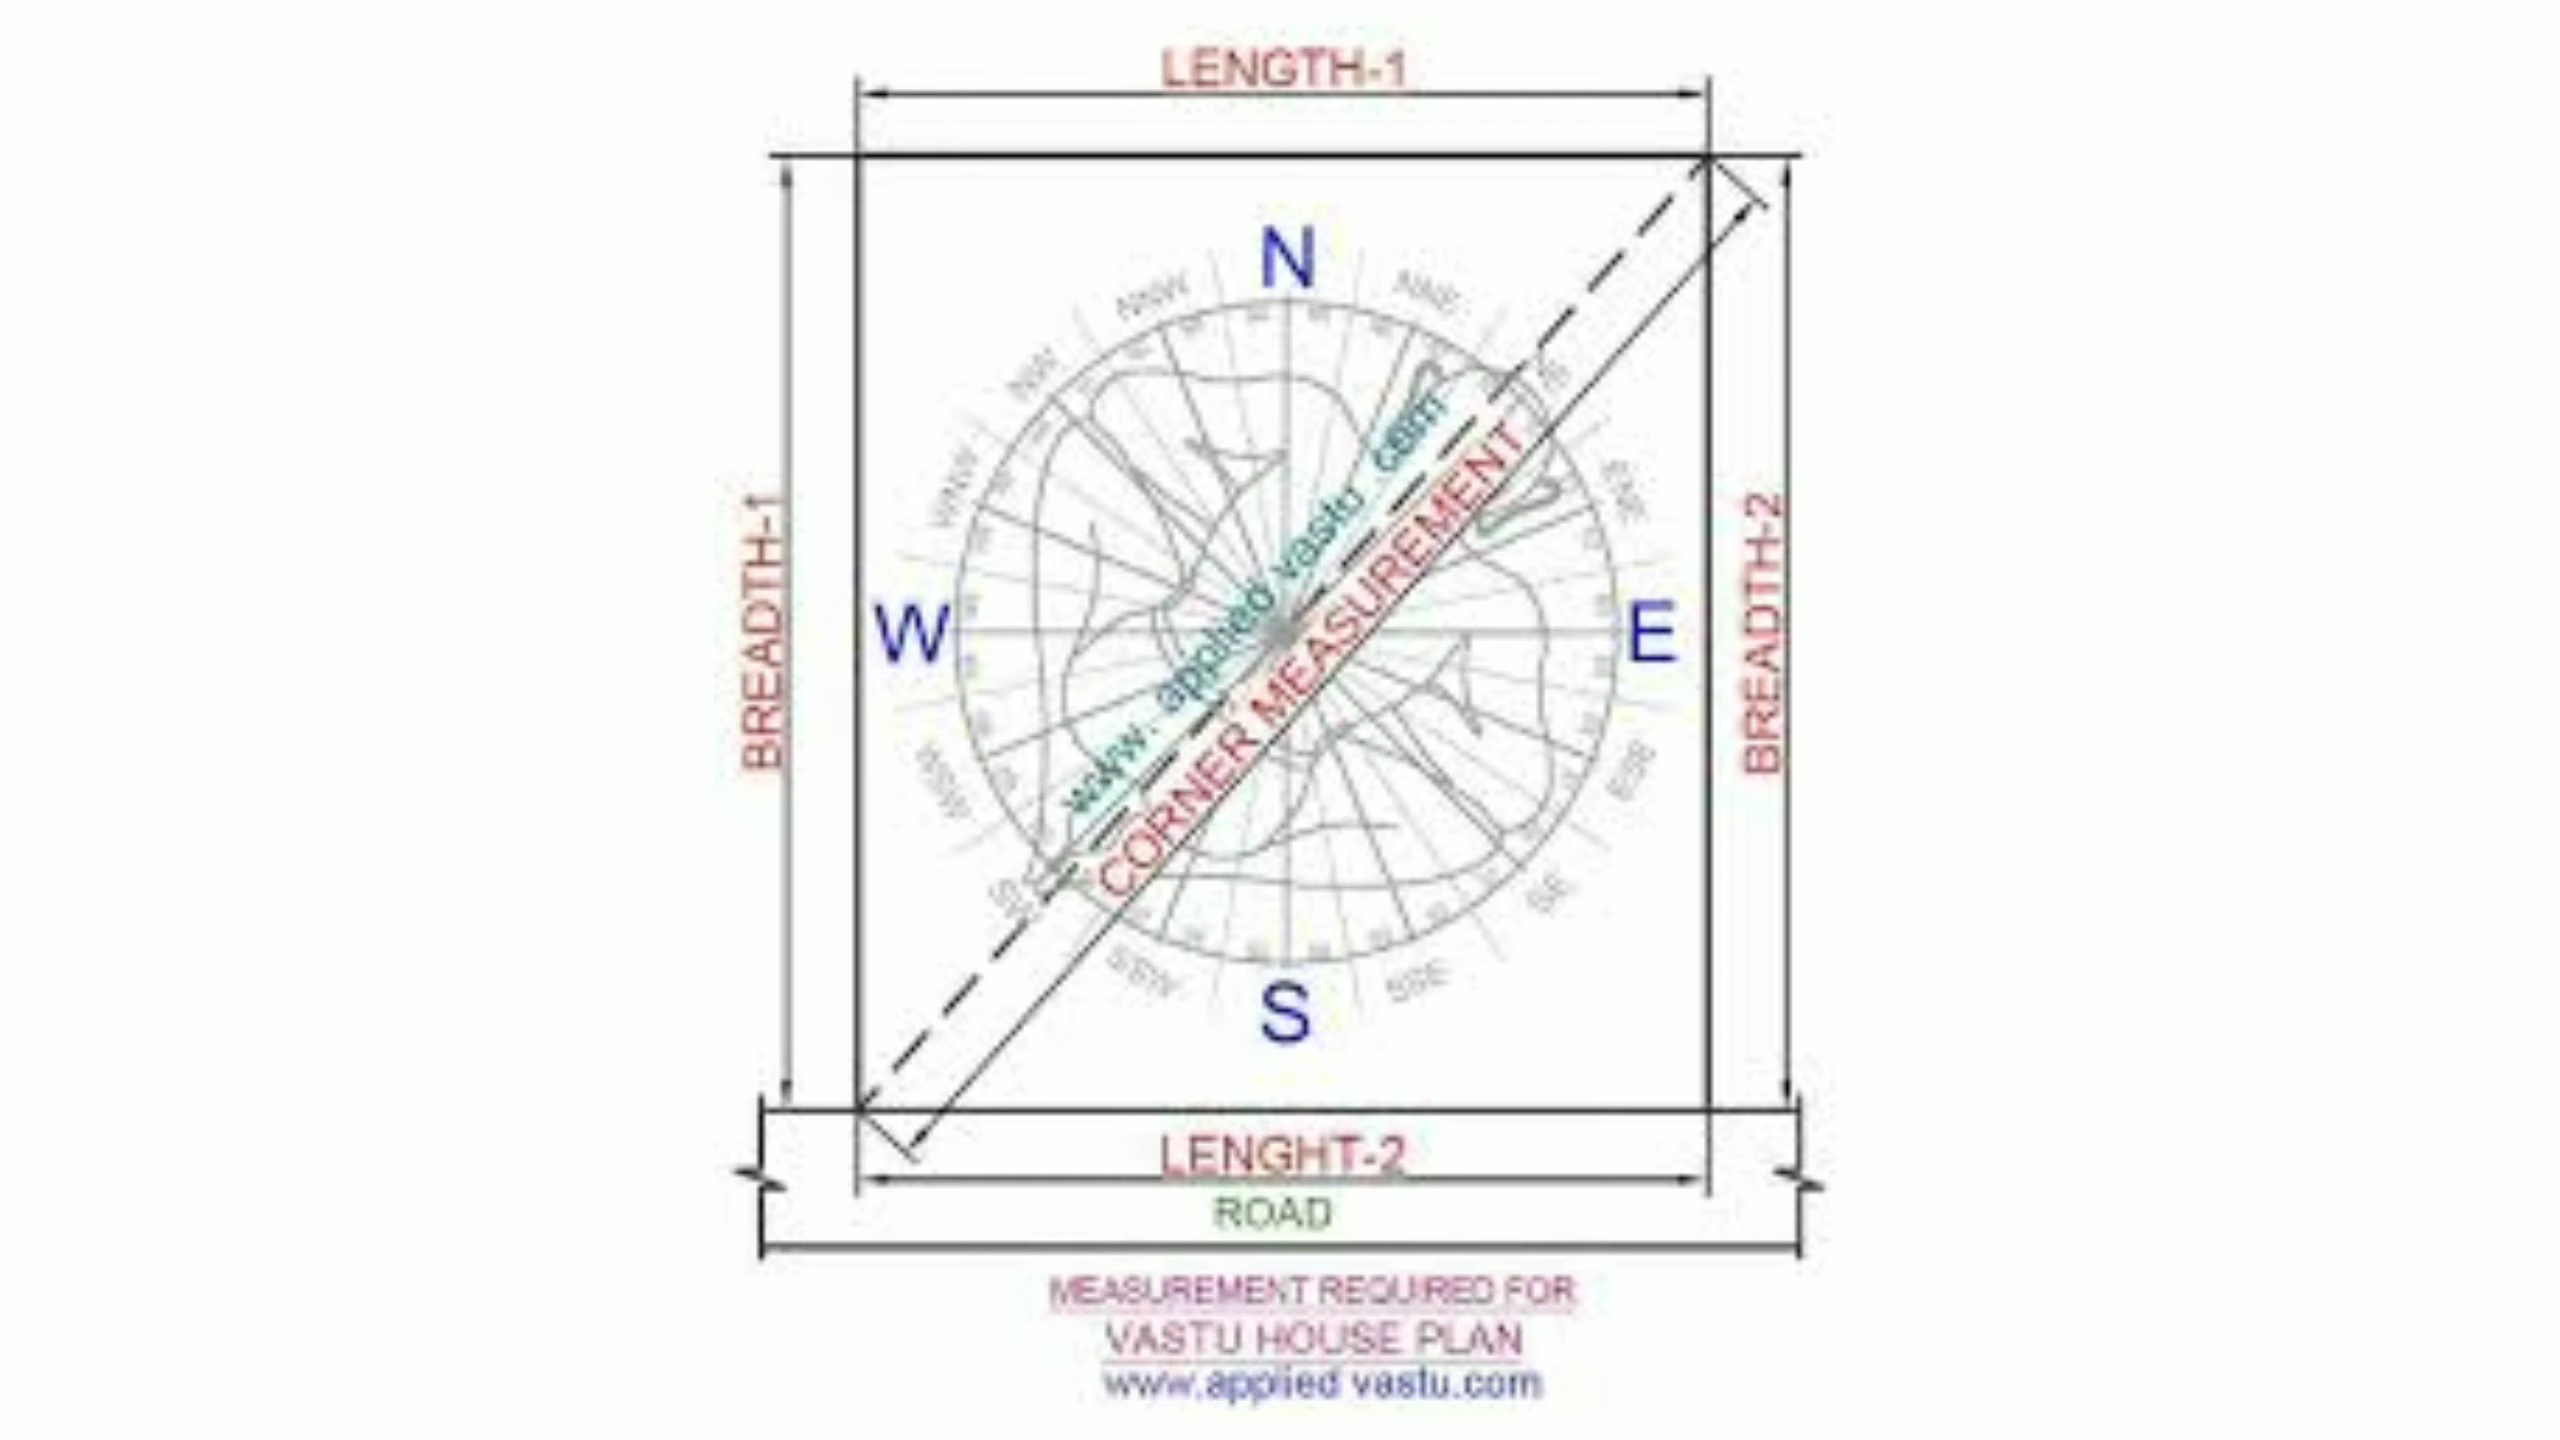 LENGTH-1
N
NNW
NNE
NW
WNW
W
E
BREADTH-1
BREADTH-2
www. applied vastu com
CORNER MEASUREMENT
WSW
ESE
SE
SSW
SSE
S
LENGHT-2
ROAD
MEASUREMENT REQUIRED FOR
VASTU HOUSE PLAN
www.applied vastu.com